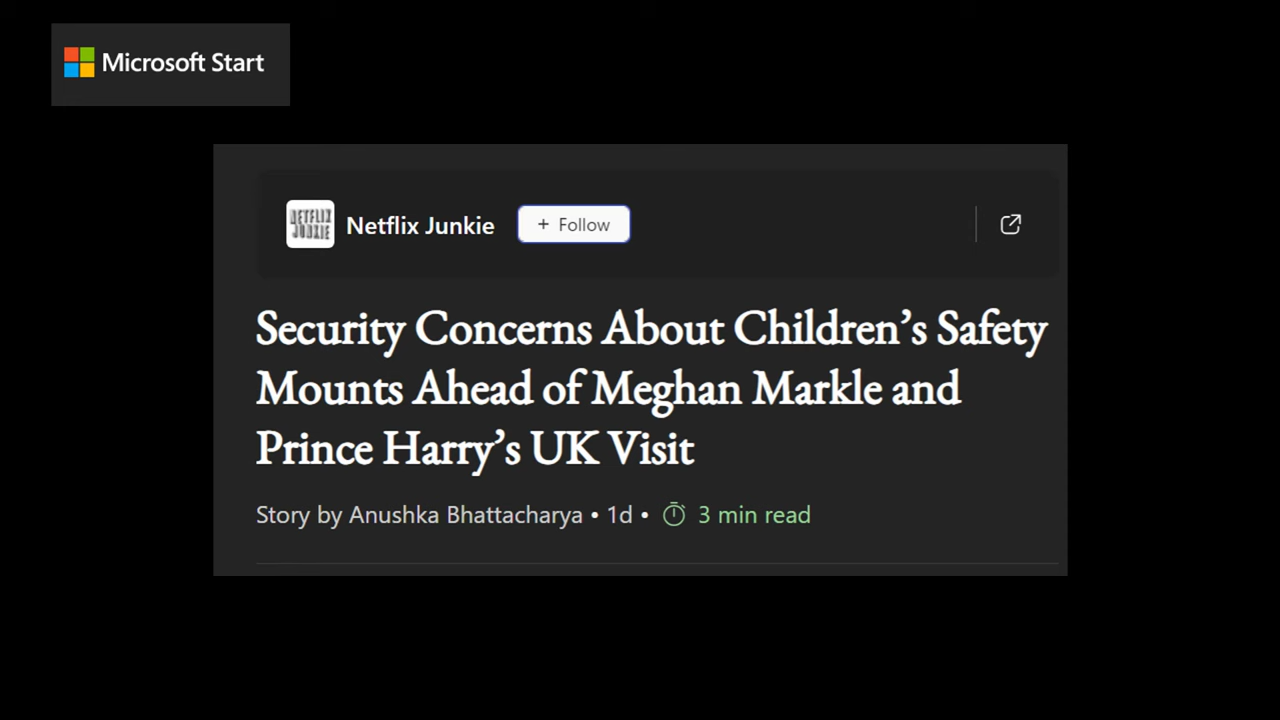 Microsoft Start
NETFLIX
JUNKIE
Netflix Junkie
+ Follow
Security Concerns About Children’s Safety
Mounts Ahead of Meghan Markle and
Prince Harry’s UK Visit
Story by Anushka Bhattacharya • 1d • 3 min read